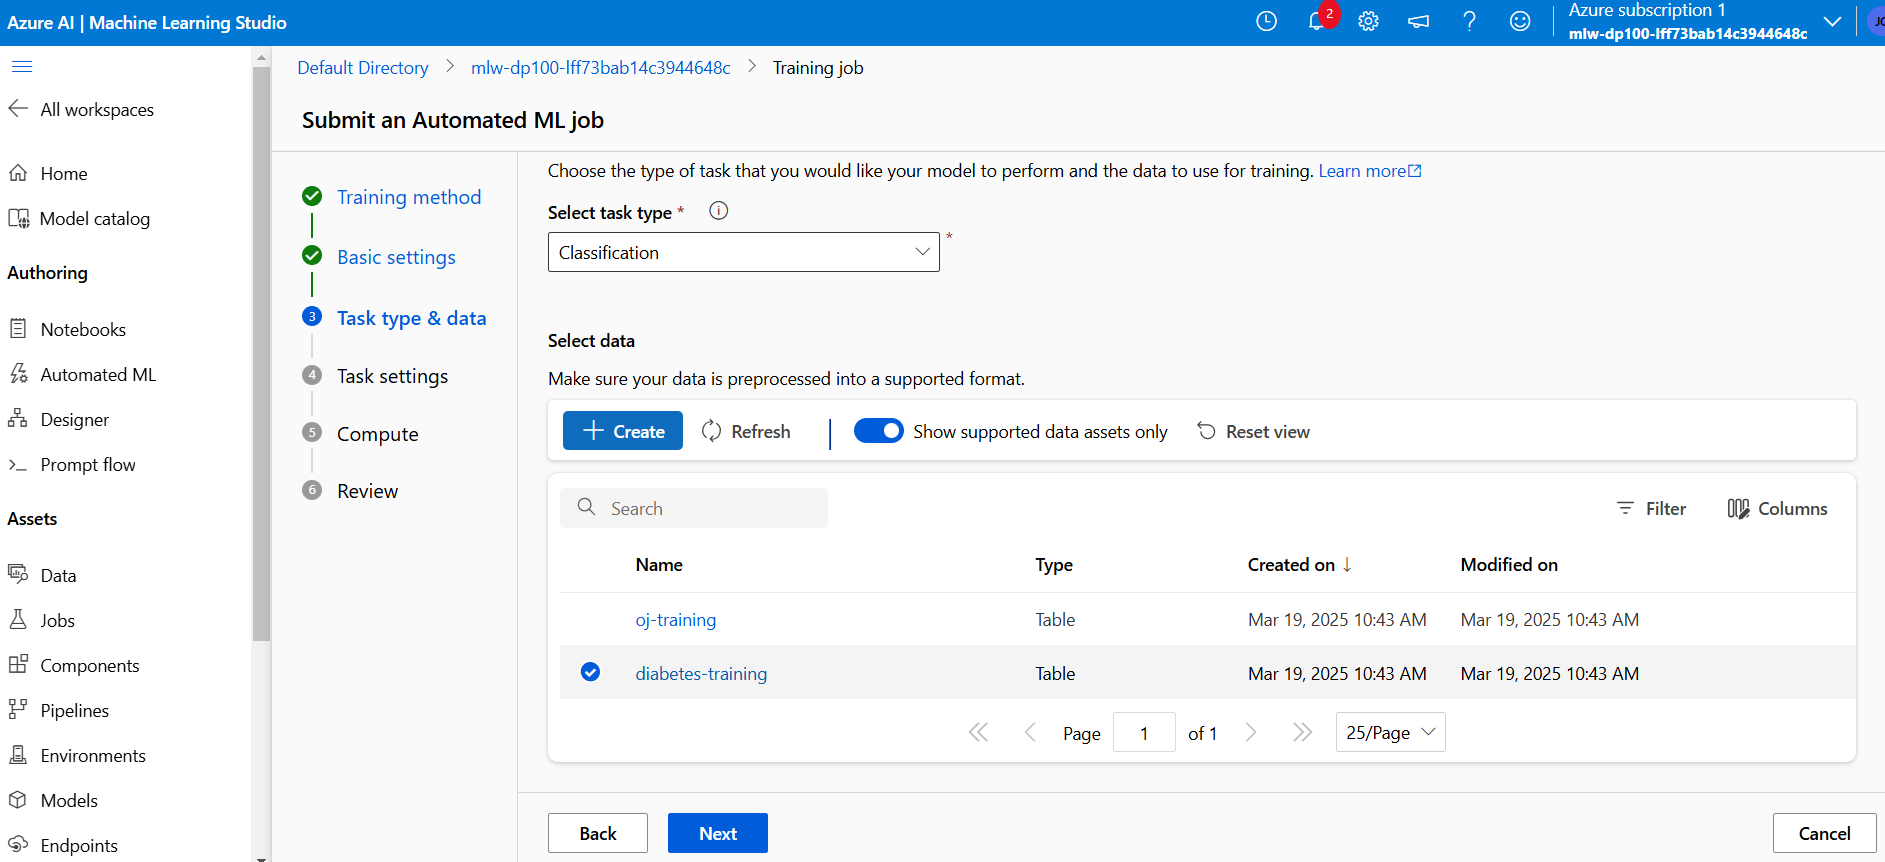 Azure AI | Machine Learning Studio
2
Azure subscription 1
mlw-dp100-lff73bab14c3944648c
All workspaces
Home
Model catalog
Authoring
Notebooks
Automated ML
Designer
Prompt flow
Assets
Data
Jobs
Components
Pipelines
Environments
Models
Endpoints
Default Directory > mlw-dp100-lff73bab14c3944648c > Training job
Submit an Automated ML job
Training method
Basic settings
3 Task type & data
4 Task settings
5 Compute
6 Review
Choose the type of task that you would like your model to perform and the data to use for training. Learn more
Select task type *
Classification *
Select data
Make sure your data is preprocessed into a supported format.
Create Refresh Show supported data assets only Reset view
Search Filter Columns
Name Type Created on ↓ Modified on
oj-training Table Mar 19, 2025 10:43 AM Mar 19, 2025 10:43 AM
diabetes-training Table Mar 19, 2025 10:43 AM Mar 19, 2025 10:43 AM
Page 1 of 1 25/Page
Back Next Cancel